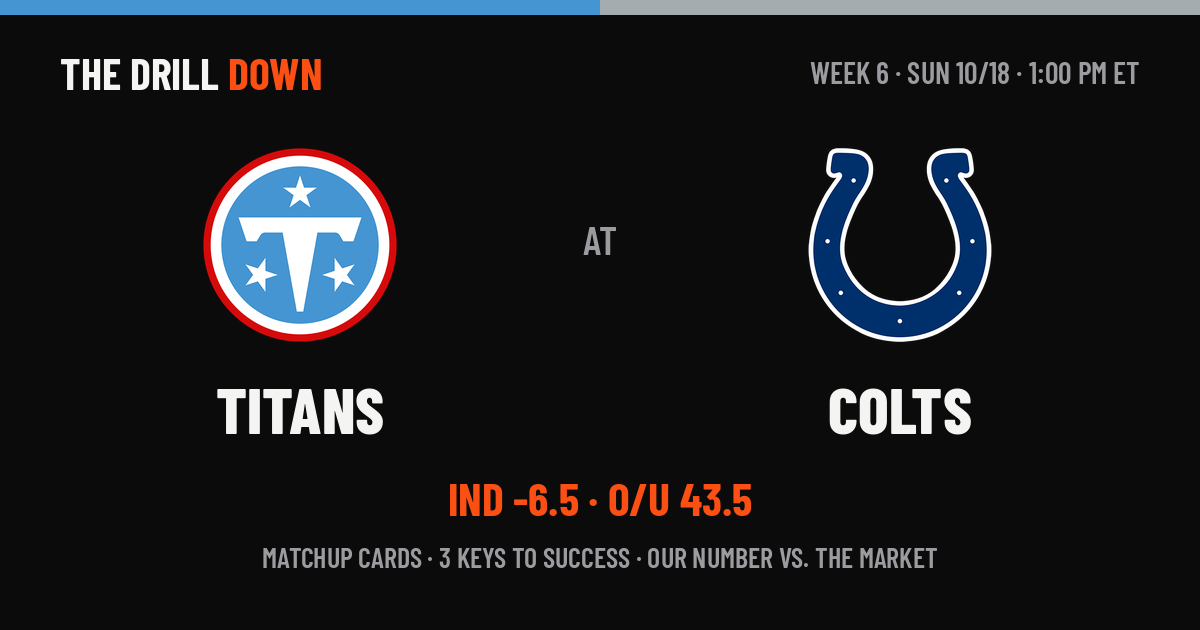 THE DRILL DOWN
WEEK 6 · SUN 10/18 · 1:00 PM ET
AT
TITANS
COLTS
IND -6.5 · O/U 43.5
MATCHUP CARDS · 3 KEYS TO SUCCESS · OUR NUMBER VS. THE MARKET